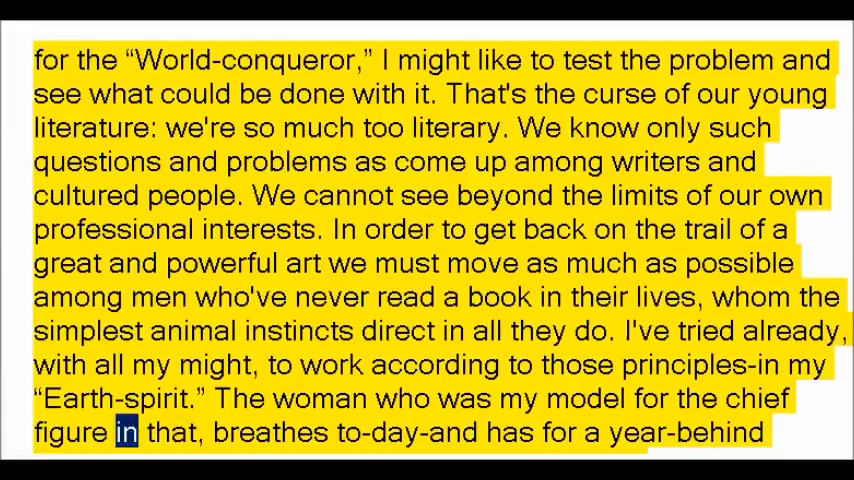 for the “World-conqueror,” I might like to test the problem and
see what could be done with it. That's the curse of our young
literature: we're so much too literary. We know only such
questions and problems as come up among writers and
cultured people. We cannot see beyond the limits of our own
professional interests. In order to get back on the trail of a
great and powerful art we must move as much as possible
among men who've never read a book in their lives, whom the
simplest animal instincts direct in all they do. I've tried already,
with all my might, to work according to those principles-in my
“Earth-spirit.” The woman who was my model for the chief
figure in that, breathes to-day-and has for a year-behind